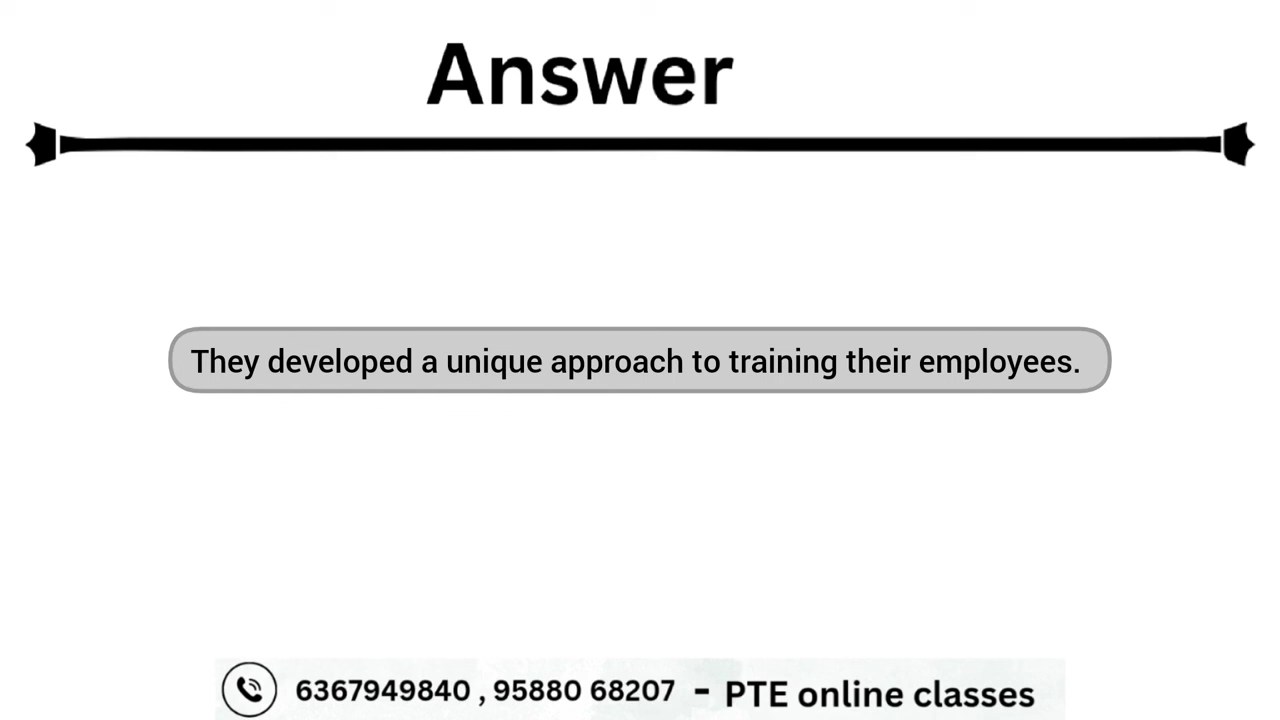 Answer
They developed a unique approach to training their employees.
6367949840 , 95880 68207 - PTE online classes